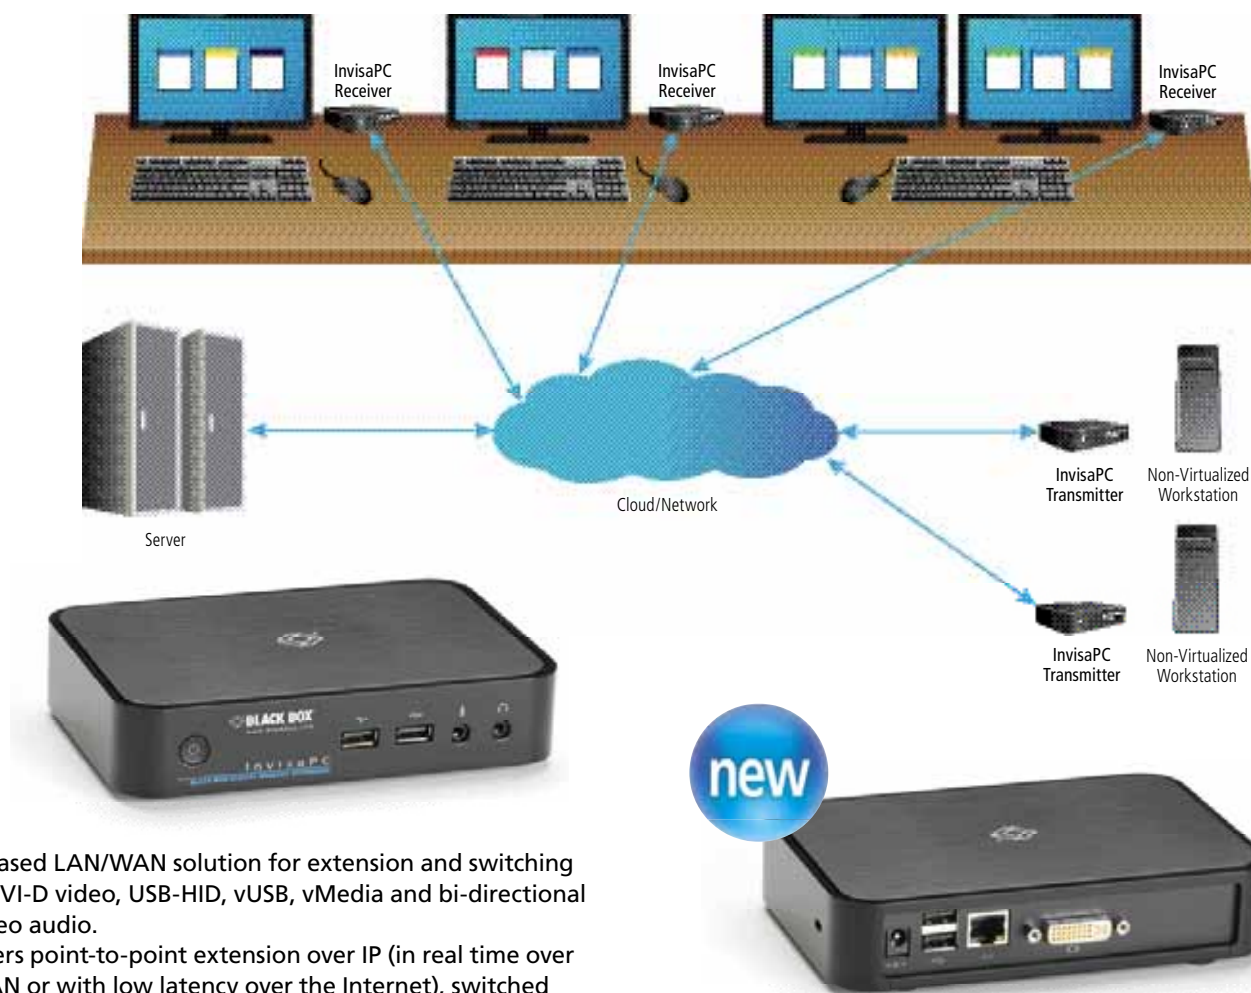 InvisaPC
Receiver
InvisaPC
Receiver
InvisaPC
Receiver
Cloud/Network
Server
InvisaPC
Transmitter
Non-Virtualized
Workstation
InvisaPC
Transmitter
Non-Virtualized
Workstation
BLACK BOX
InvisaPC
new
ased LAN/WAN solution for extension and switching
VI-D video, USB-HID, vUSB, vMedia and bi-directional
eo audio.
ers point-to-point extension over IP (in real time over
AN or with low latency over the Internet), switched